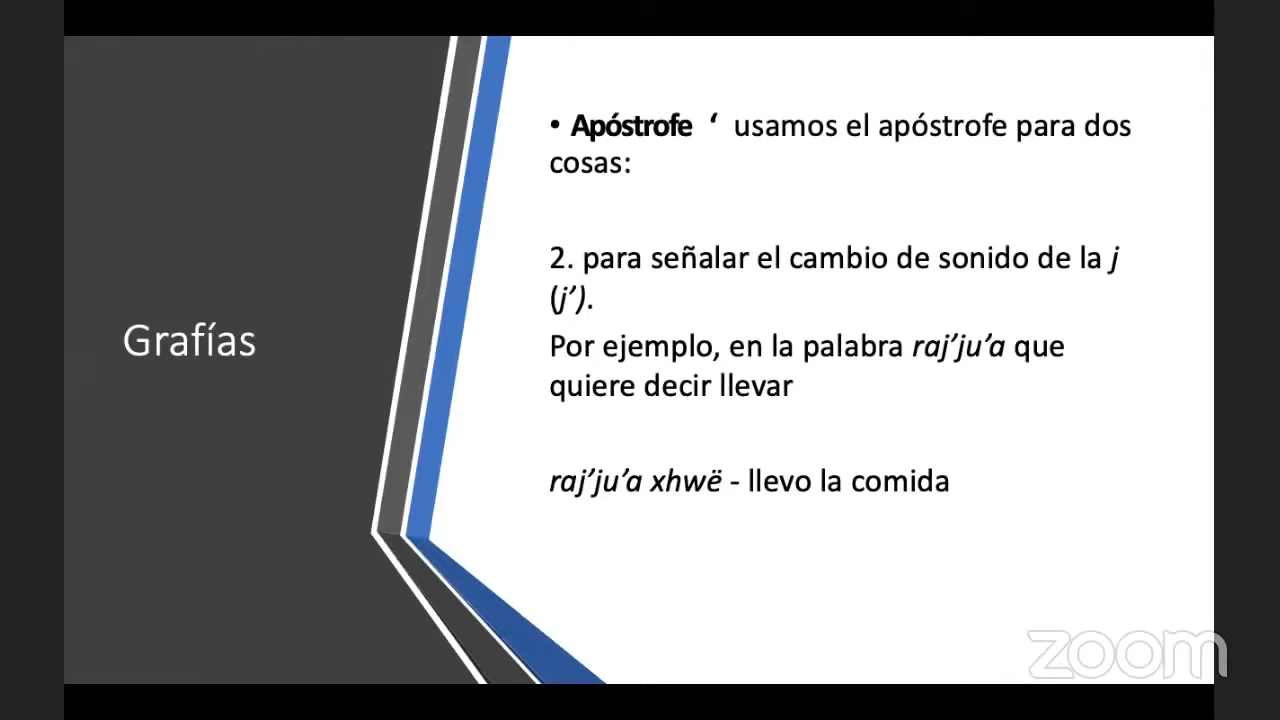 Grafías
• Apóstrofe ‘ usamos el apóstrofe para dos
cosas:
2. para señalar el cambio de sonido de la j
(j’).
Por ejemplo, en la palabra raj’ju’a que
quiere decir llevar
raj’ju’a xhwë - llevo la comida
zoom